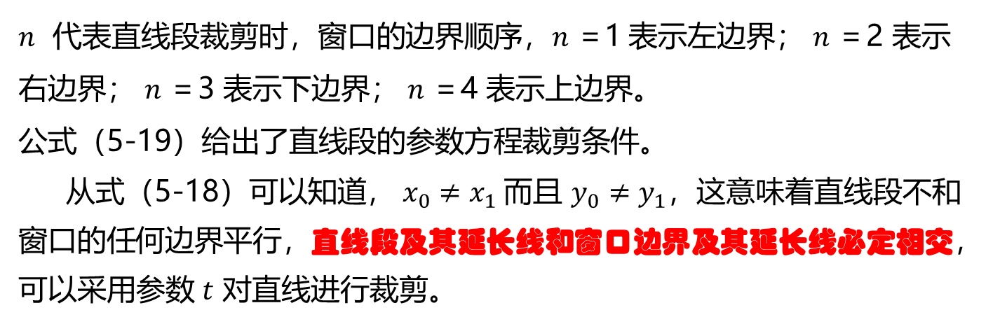 n 代表直线段裁剪时，窗口的边界顺序，n = 1 表示左边界； n = 2 表示
右边界； n = 3 表示下边界； n = 4 表示上边界。
公式（5-19）给出了直线段的参数方程裁剪条件。
从式（5-18）可以知道， x₀ ≠ x₁ 而且 y₀ ≠ y₁，这意味着直线段不和
窗口的任何边界平行，直线段及其延长线和窗口边界及其延长线必定相交，
可以采用参数 t 对直线进行裁剪。